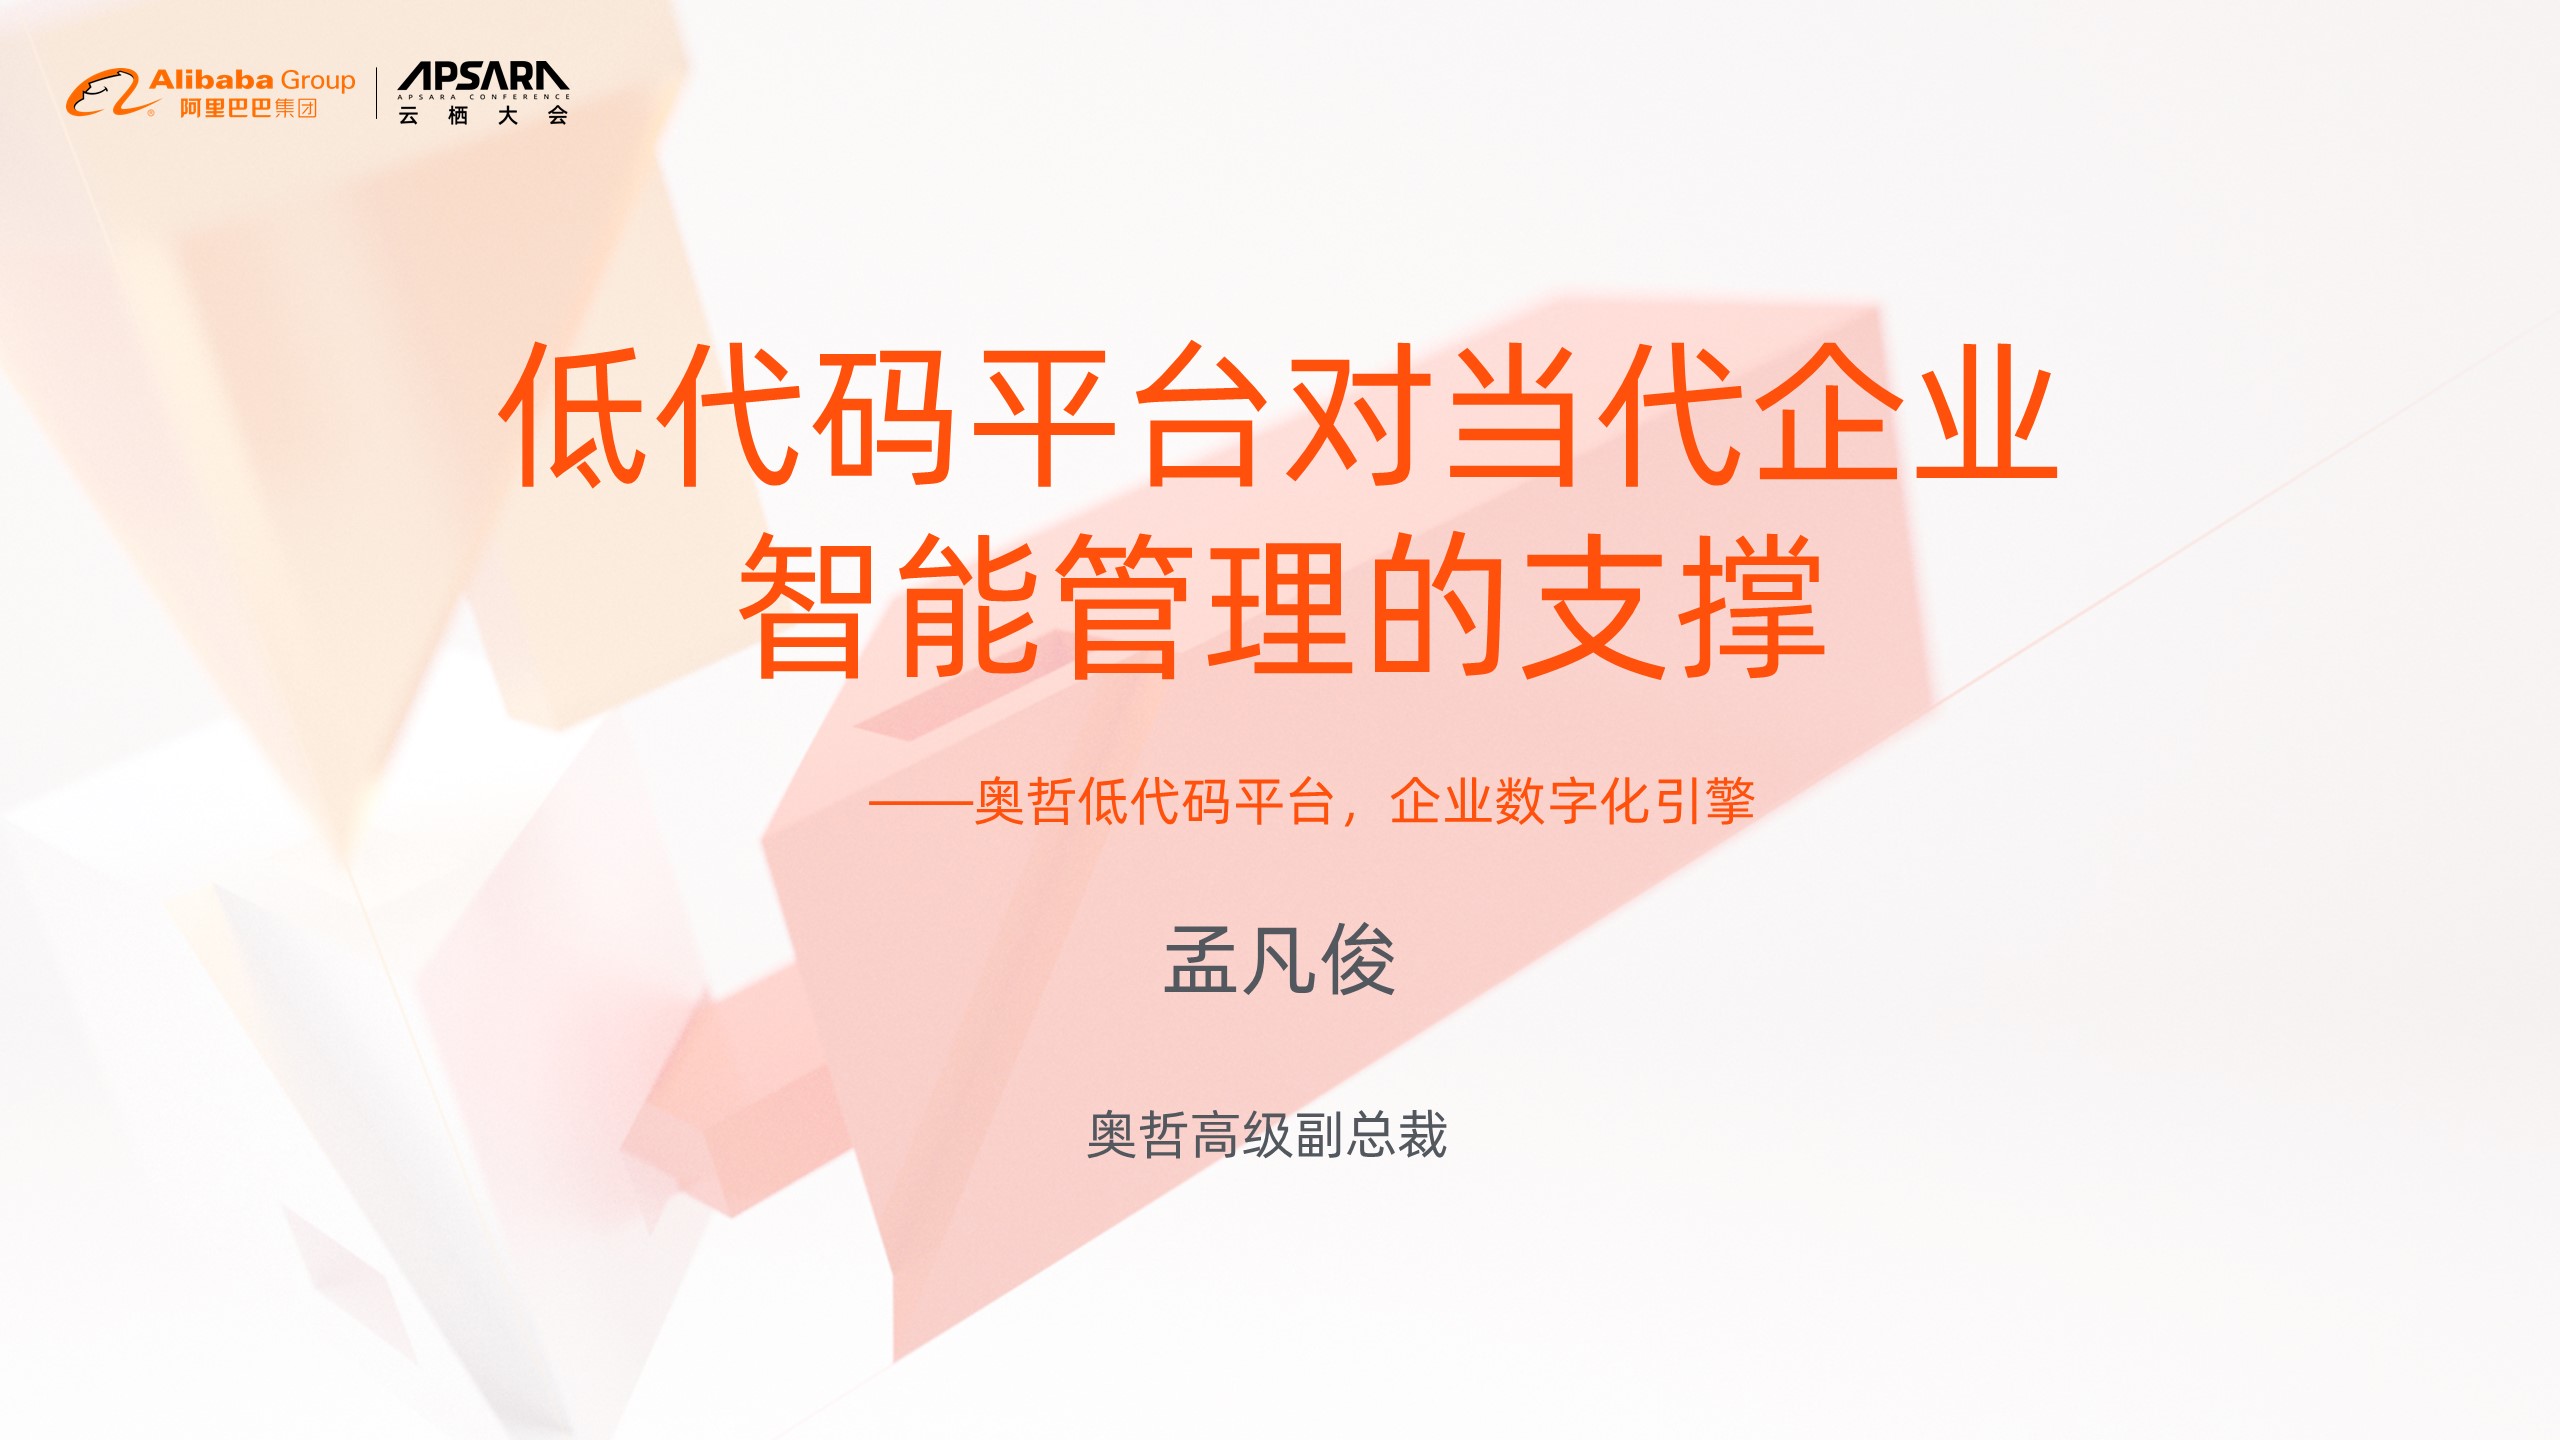 Alibaba Group
阿里巴巴集团
APSARA
APSARA CONFERENCE
云栖大会
低代码平台对当代企业
智能管理的支撑
——奥哲低代码平台，企业数字化引擎
孟凡俊
奥哲高级副总裁